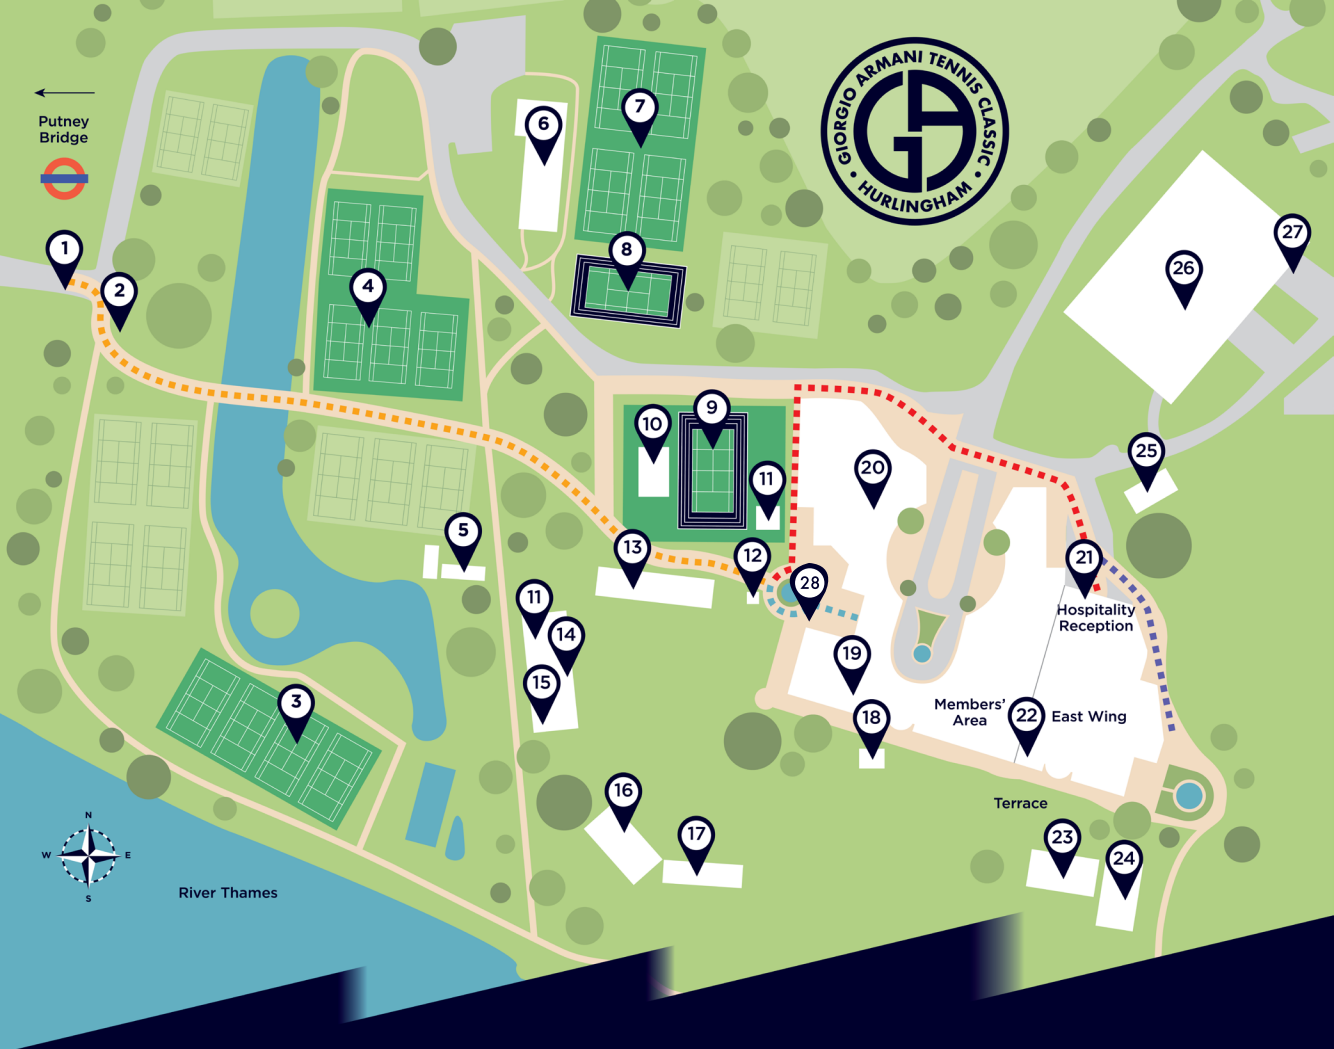 GIORGIO ARMANI TENNIS CLASSIC
• HURLINGHAM •
GA
Putney
Bridge
6
7
8
1
2
4
27
26
9
10
11
20
25
5
13
12
28
21
Hospitality
Reception
11
14
15
19
18
Members'
Area
22
East Wing
3
16
17
Terrace
23
24
N
W
E
S
River Thames